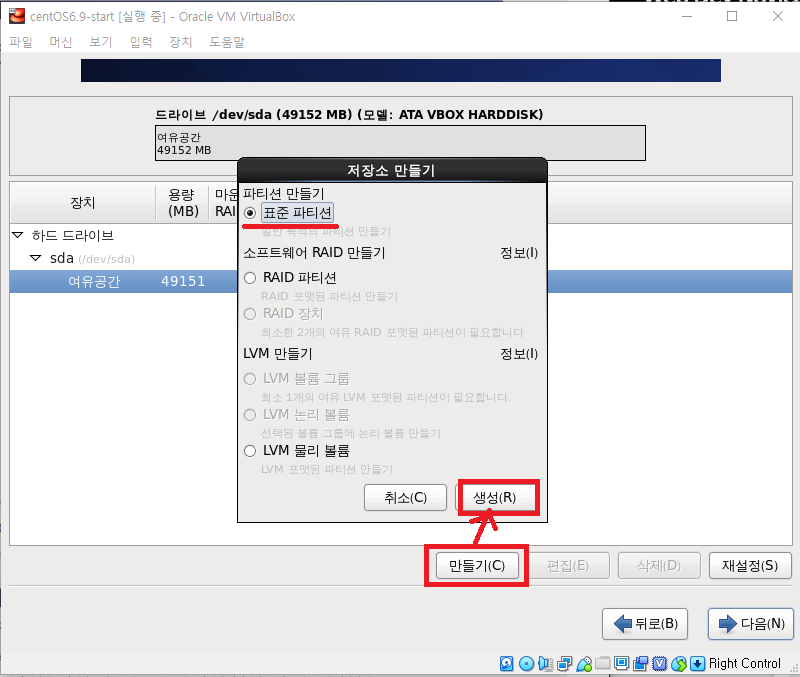 centOS6.9-start [실행 중] - Oracle VM VirtualBox
파일 머신 보기 입력 장치 도움말
드라이브 /dev/sda (49152 MB) (모델: ATA VBOX HARDDISK)
여유공간
49152 MB
저장소 만들기
장치
용량
(MB)
마운
RAI
하드 드라이브
sda (/dev/sda)
여유공간 49151
파티션 만들기
표준 파티션
일반 목적의 파티션 만들기
소프트웨어 RAID 만들기 정보(I)
RAID 파티션
RAID 포맷된 파티션 만들기
RAID 장치
최소한 2개의 여유 RAID 포맷된 파티션이 필요합니다
LVM 만들기 정보(I)
LVM 볼륨 그룹
최소 1개의 여유 LVM 포맷된 파티션이 필요합니다.
LVM 논리 볼륨
선택된 볼륨 그룹에 논리 볼륨 만들기
LVM 물리 볼륨
LVM 포맷된 파티션 만들기
취소(C) 생성(R)
만들기(C) 편집(E) 삭제(D) 재설정(S)
뒤로(B) 다음(N)
Right Control